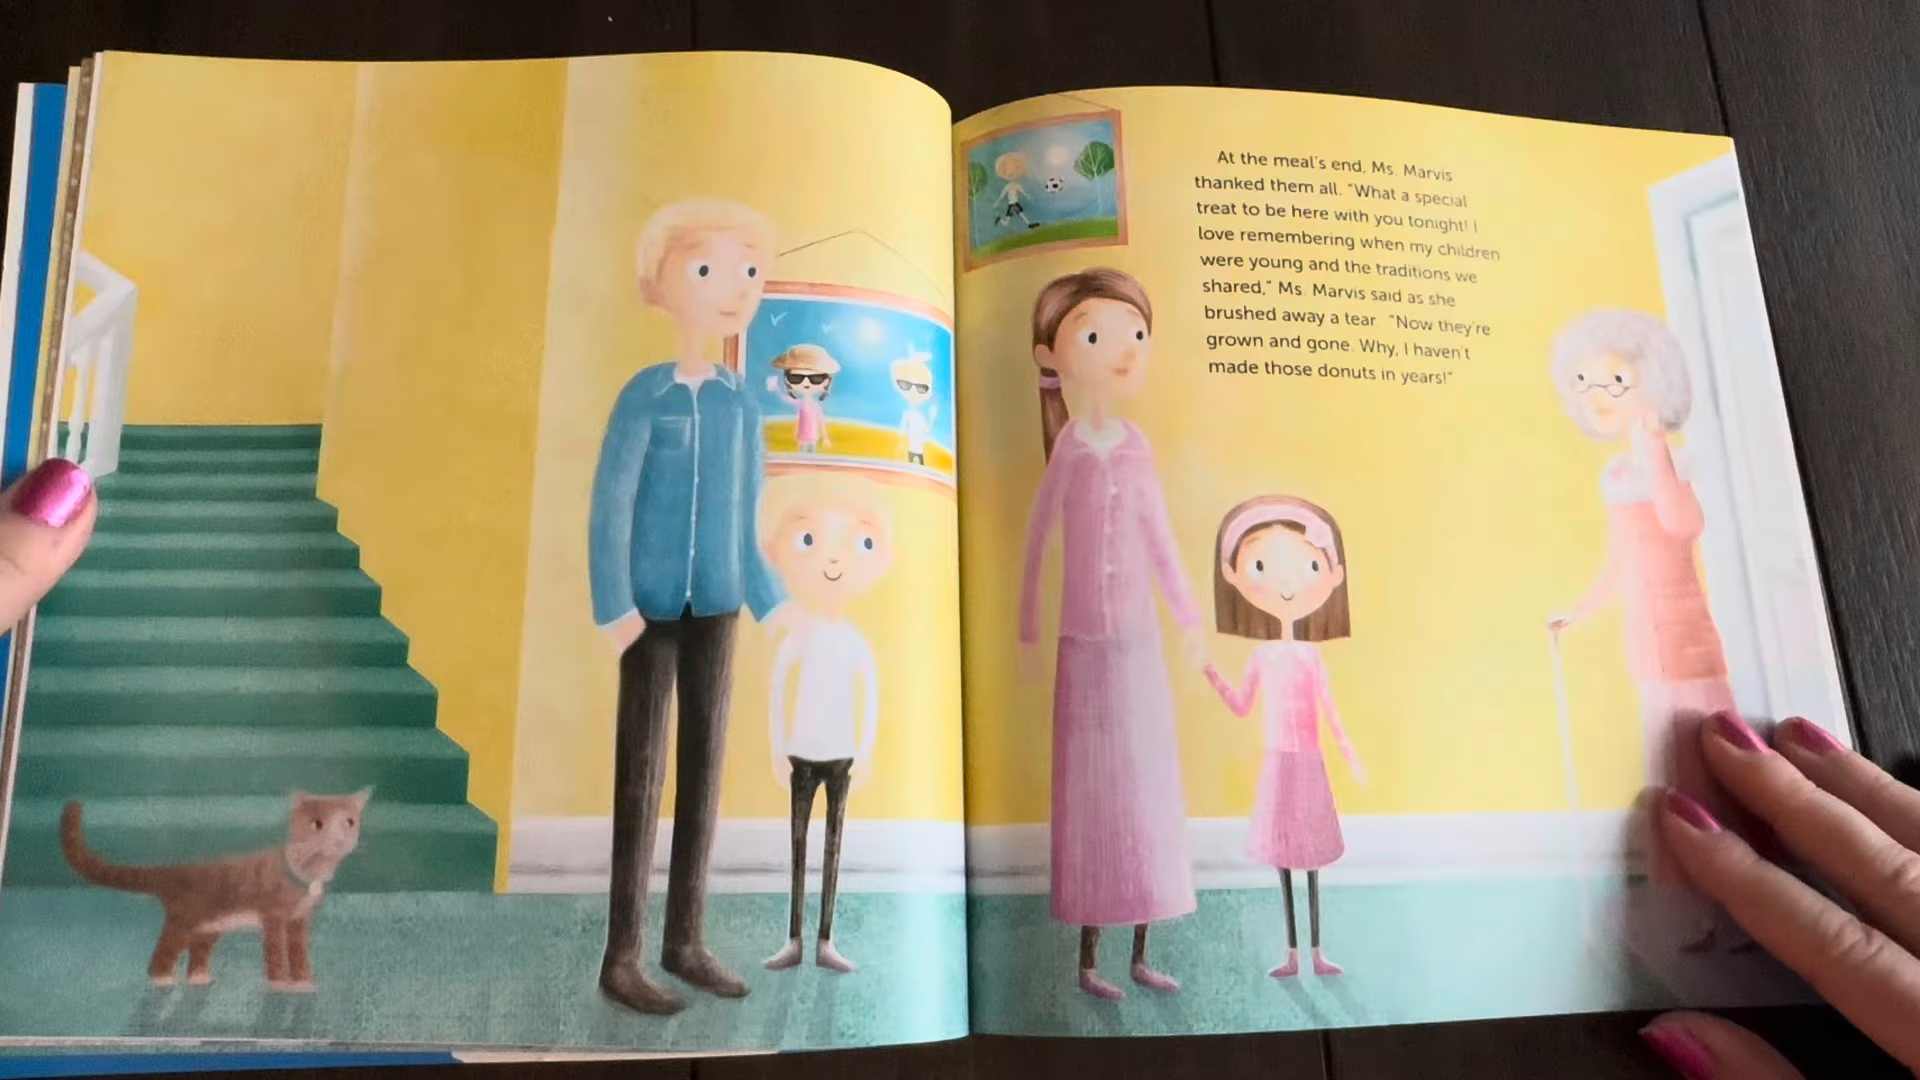 At the meal's end, Ms. Marvis
thanked them all. "What a special
treat to be here with you tonight! I
love remembering when my children
were young and the traditions we
shared," Ms. Marvis said as she
brushed away a tear "Now they're
grown and gone. Why, I haven't
made those donuts in years!"